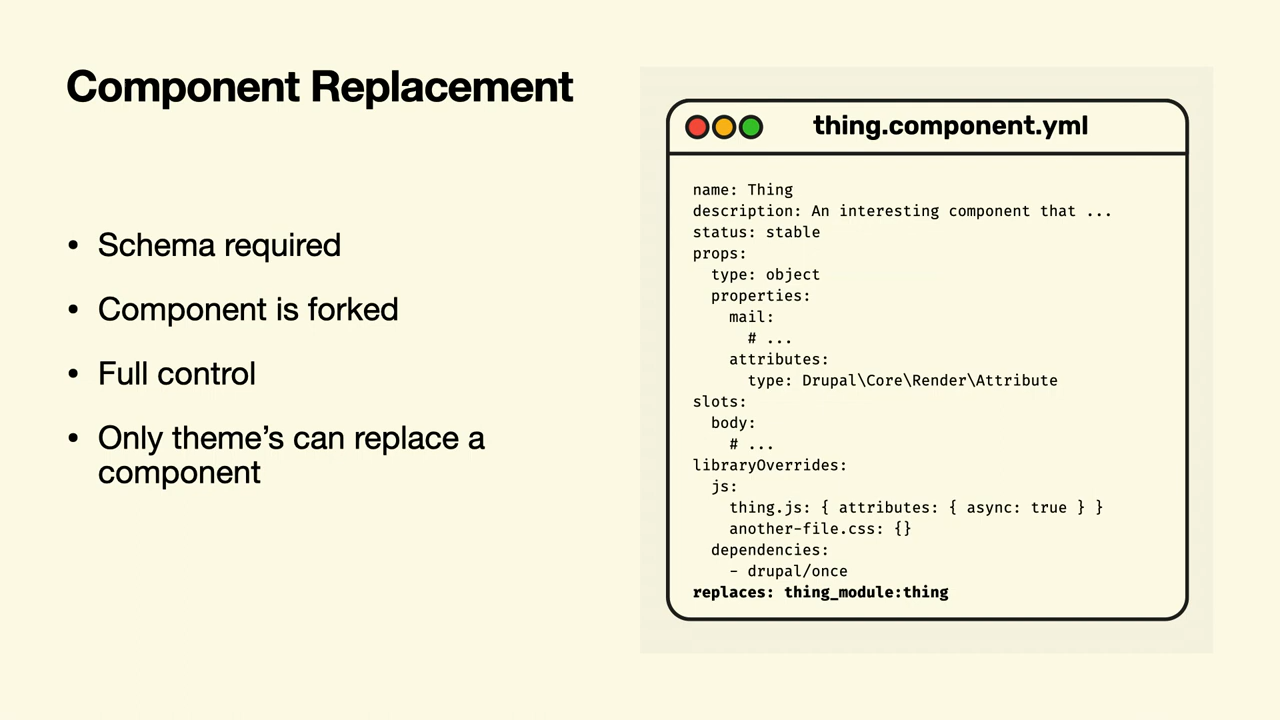 Component Replacement
• Schema required
• Component is forked
• Full control
• Only theme’s can replace a
component
thing.component.yml
name: Thing
description: An interesting component that ...
status: stable
props:
  type: object
  properties:
    mail:
      # ...
    attributes:
      type: Drupal\Core\Render\Attribute
slots:
  body:
    # ...
libraryOverrides:
  js:
    thing.js: { attributes: { async: true } }
    another-file.css: {}
  dependencies:
    - drupal/once
replaces: thing_module:thing